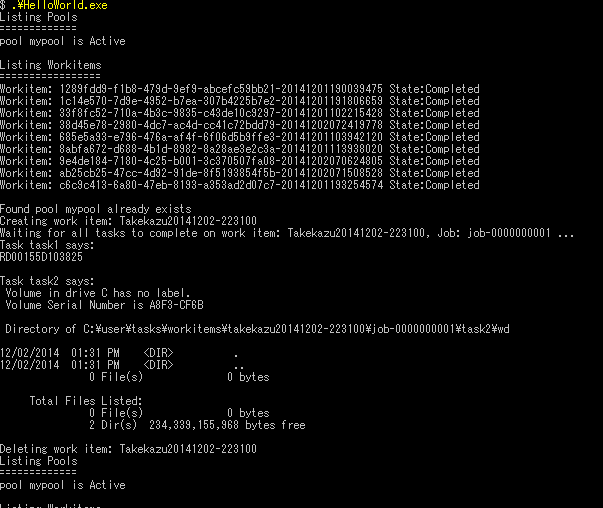 $ .¥HelloWorld.exe
Listing Pools
=============
pool mypool is Active

Listing Workitems
=================
Workitem: 1289fdd9-f1b8-479d-9ef9-abcefc59bb21-20141201190039475 State:Completed
Workitem: 1c14e570-7d9e-4952-b7ea-307b4225b7e2-20141201191806659 State:Completed
Workitem: 33f8fc52-710a-4b3c-9835-c43de10c9297-20141201102215428 State:Completed
Workitem: 38d45e78-2980-4dc7-ac4d-cc41c72bdd79-20141202072419778 State:Completed
Workitem: 685e5a93-e796-476a-af4f-6f06d5b9ffe3-20141201103942120 State:Completed
Workitem: 8abfa672-d688-4b1d-8982-8a28ae3e2c3a-20141201113938020 State:Completed
Workitem: 9e4de184-7180-4c25-b001-3c370507fa08-20141202070624805 State:Completed
Workitem: ab25cb25-47cc-4d92-91de-8f5193854f5b-20141202071508528 State:Completed
Workitem: c6c9c413-6a80-47eb-8193-a353ad2d07c7-20141201193254574 State:Completed

Found pool mypool already exists
Creating work item: Takekazu20141202-223100
Waiting for all tasks to complete on work item: Takekazu20141202-223100, Job: job-0000000001 ...
Task task1 says:
RD00155D103825

Task task2 says:
 Volume in drive C has no label.
 Volume Serial Number is A8F3-CF6B

 Directory of C:¥user¥tasks¥workitems¥takekazu20141202-223100¥job-0000000001¥task2¥wd

12/02/2014  01:31 PM    <DIR>          .
12/02/2014  01:31 PM    <DIR>          ..
               0 File(s)              0 bytes

     Total Files Listed:
               0 File(s)              0 bytes
               2 Dir(s)  234,339,155,968 bytes free

Deleting work item: Takekazu20141202-223100
Listing Pools
=============
pool mypool is Active

Listing Workitems